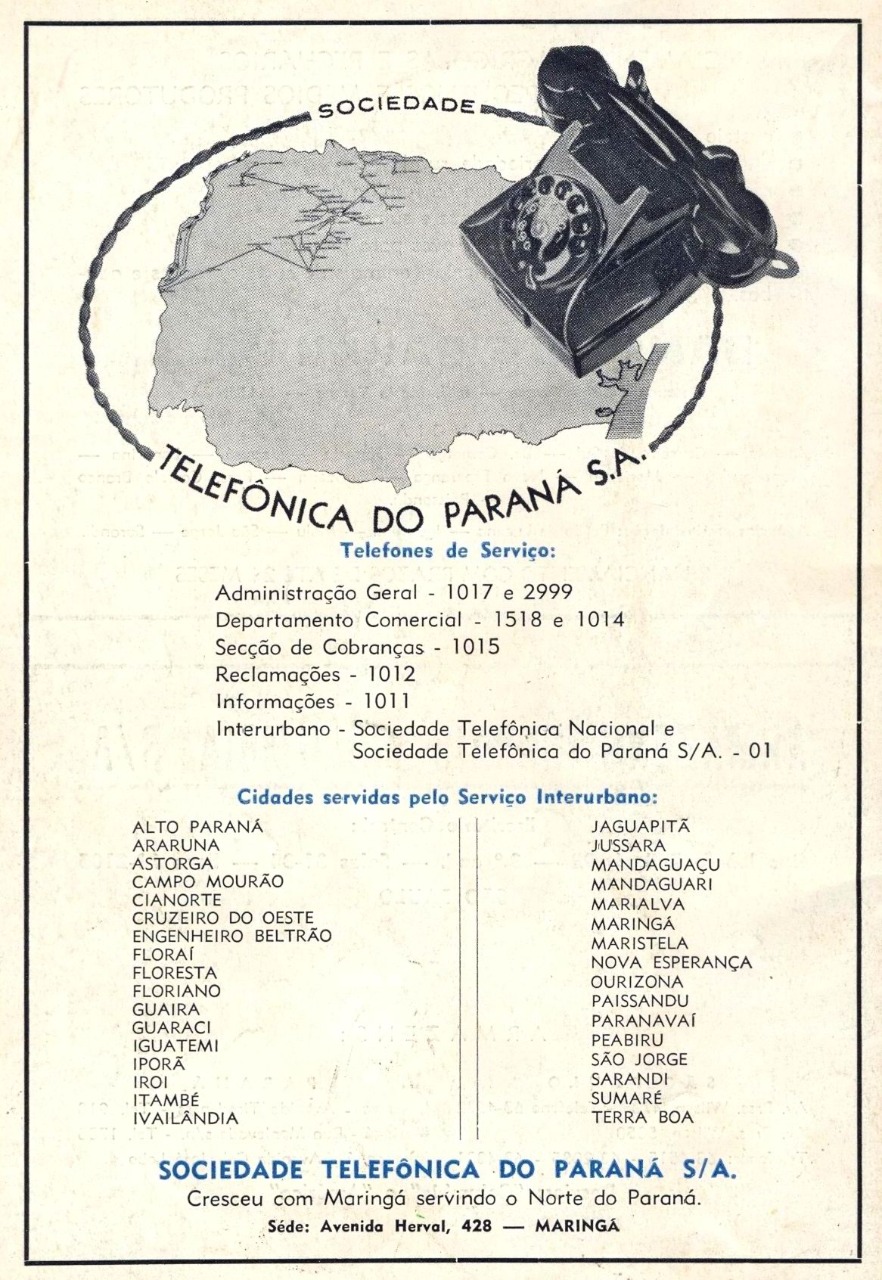 SOCIEDADE
TELEFÔNICA DO PARANÁ S.A.
Telefones de Serviço:
Administração Geral - 1017 e 2999
Departamento Comercial - 1518 e 1014
Secção de Cobranças - 1015
Reclamações - 1012
Informações - 1011
Interurbano - Sociedade Telefônica Nacional e
Sociedade Telefônica do Paraná S/A. - 01
Cidades servidas pelo Serviço Interurbano:
ALTO PARANÁ
ARARUNA
ASTORGA
CAMPO MOURÃO
CIANORTE
CRUZEIRO DO OESTE
ENGENHEIRO BELTRÃO
FLORAÍ
FLORESTA
FLORIANO
GUAIRA
GUARACI
IGUATEMI
IPORÃ
IROI
ITAMBÉ
IVAILÂNDIA
JAGUAPITÃ
JUSSARA
MANDAGUAÇU
MANDAGUARI
MARIALVA
MARINGÁ
MARISTELA
NOVA ESPERANÇA
OURIZONA
PAISSANDU
PARANAVAÍ
PEABIRU
SÃO JORGE
SARANDI
SUMARÉ
TERRA BOA
SOCIEDADE TELEFÔNICA DO PARANÁ S/A.
Cresceu com Maringá servindo o Norte do Paraná.
Séde: Avenida Herval, 428 — MARINGÁ